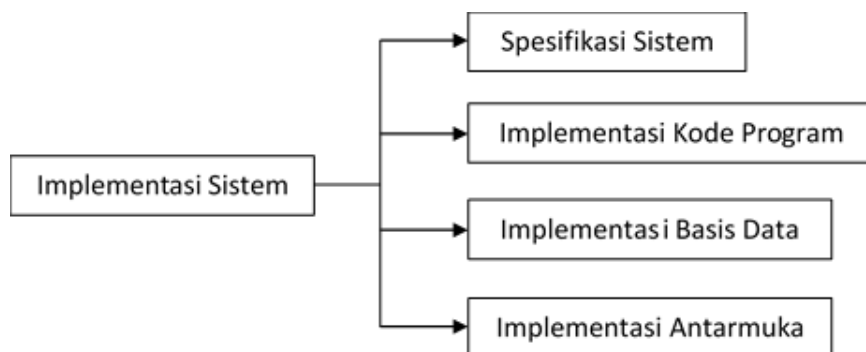 Spesifikasi Sistem
Implementasi Kode Program
Implementasi Sistem
Implementasi Basis Data
Implementasi Antarmuka